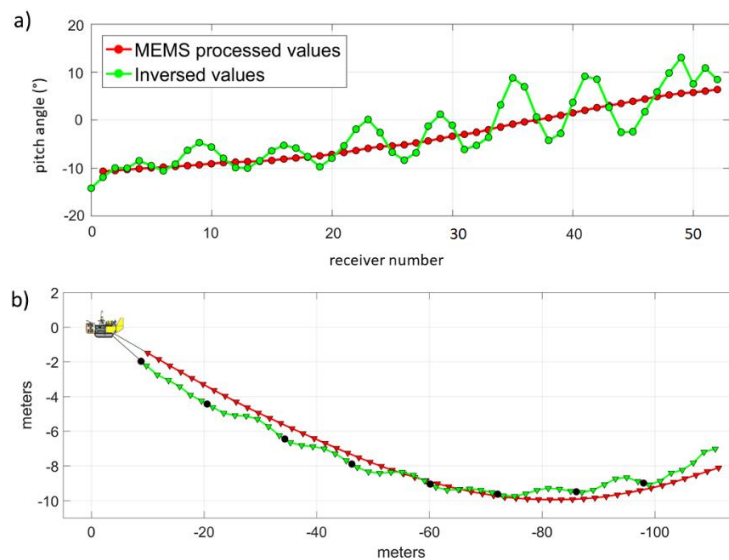 a)
20
10
0
-10
-20
pitch angle (°)
MEMS processed values
Inversed values
0 10 20 30 40 50
receiver number
b)
2
0
-2
-4
-6
-8
-10
meters
0 -20 -40 -60 -80 -100
meters